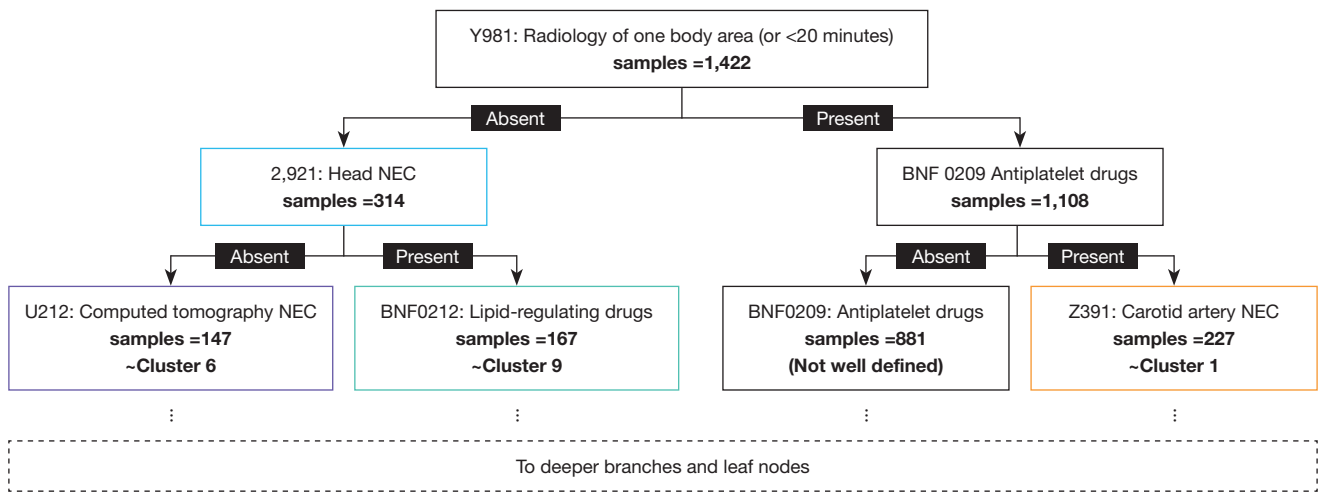 Y981: Radiology of one body area (or <20 minutes)
samples =1,422
Absent
Present
2,921: Head NEC
samples =314
BNF 0209 Antiplatelet drugs
samples =1,108
Absent
Present
Absent
Present
U212: Computed tomography NEC
samples =147
~Cluster 6
BNF0212: Lipid-regulating drugs
samples =167
~Cluster 9
BNF0209: Antiplatelet drugs
samples =881
(Not well defined)
Z391: Carotid artery NEC
samples =227
~Cluster 1
To deeper branches and leaf nodes